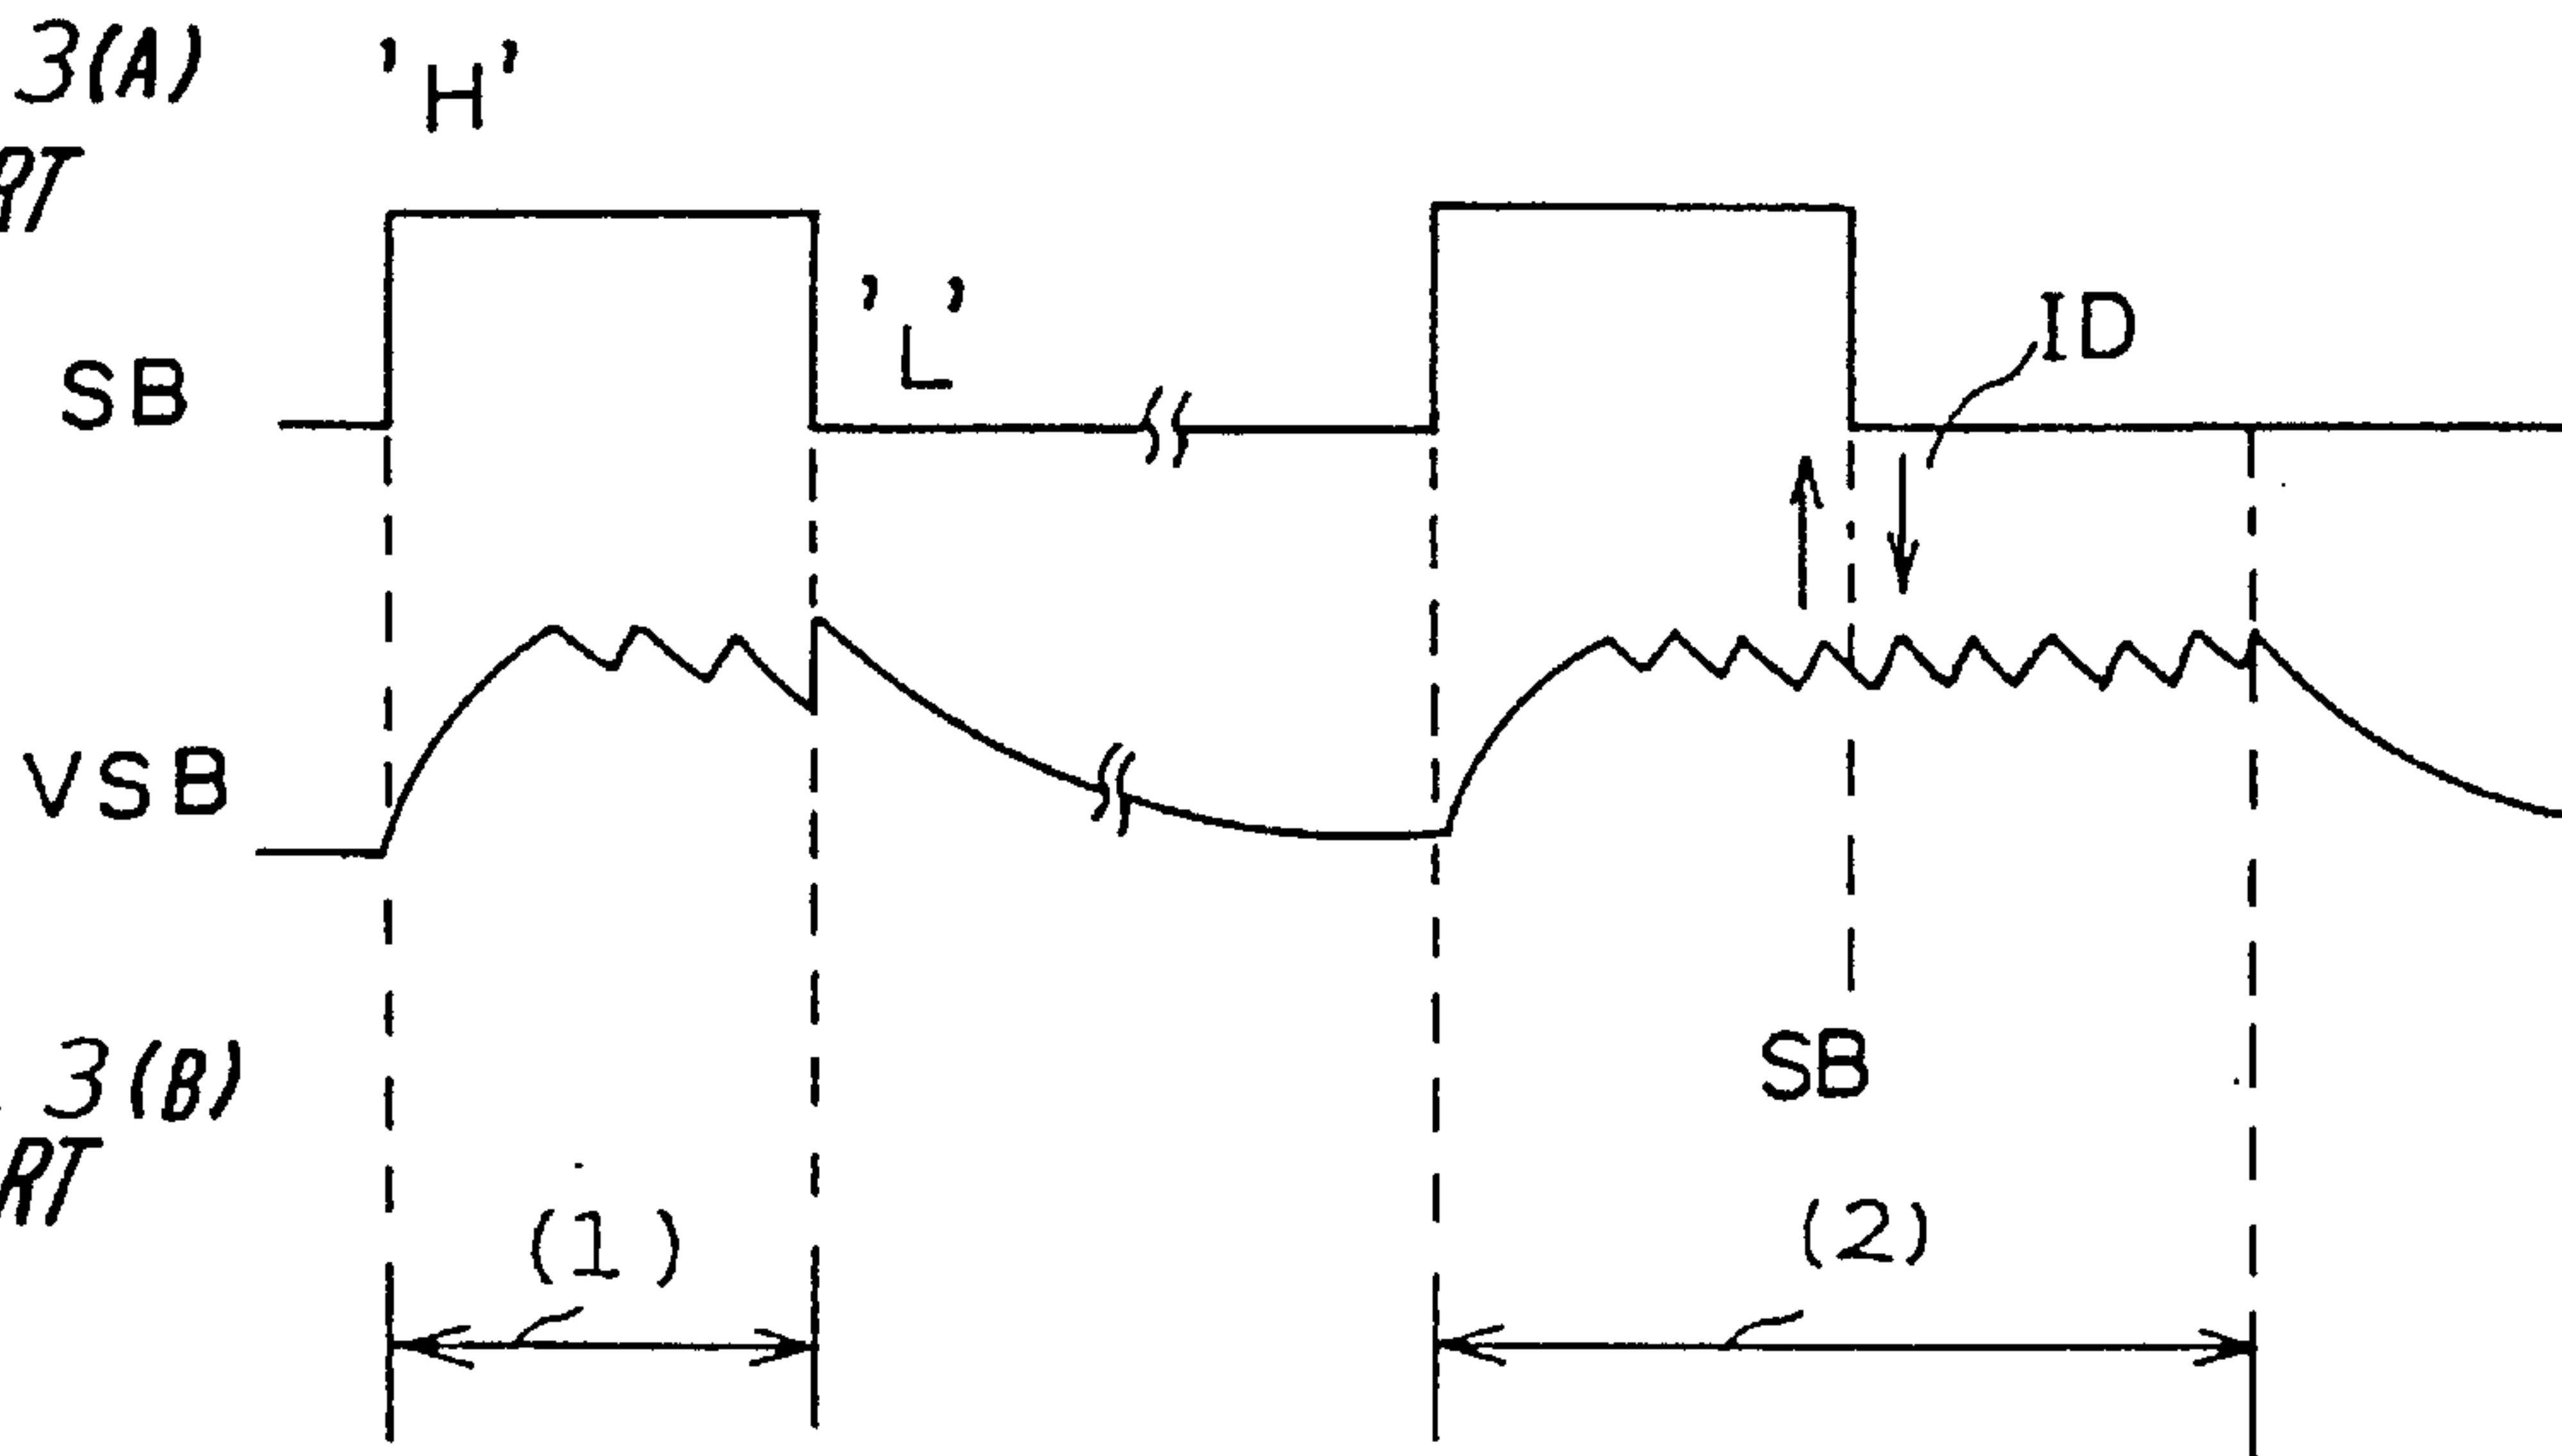 3(A)
RT
'H'
'L'
SB
ID
VSB
SB
3(B)
RT
(1)
(2)